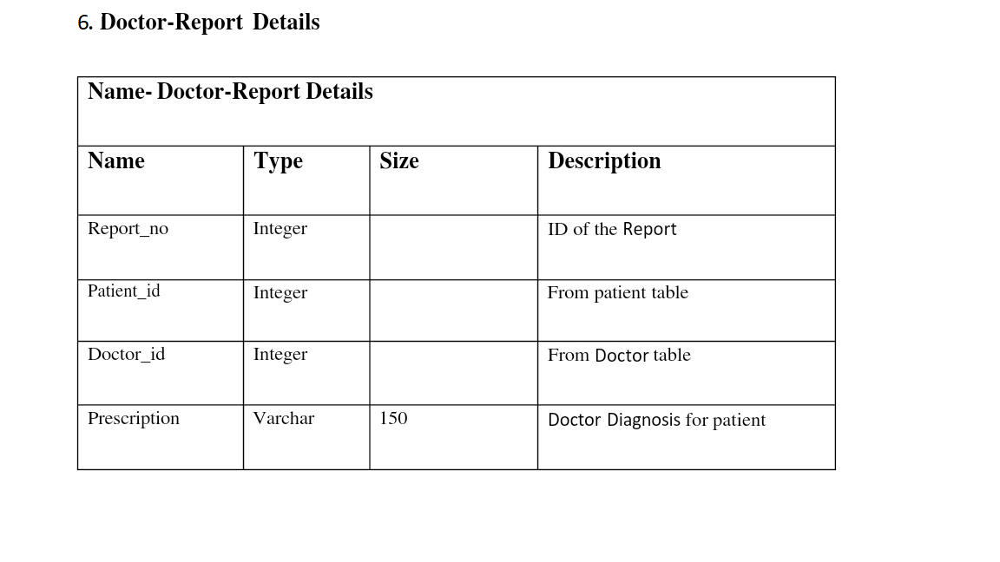 6. Doctor-Report Details
Name- Doctor-Report Details
Name Type Size Description
Report_no Integer ID of the Report
Patient_id Integer From patient table
Doctor_id Integer From Doctor table
Prescription Varchar 150 Doctor Diagnosis for patient